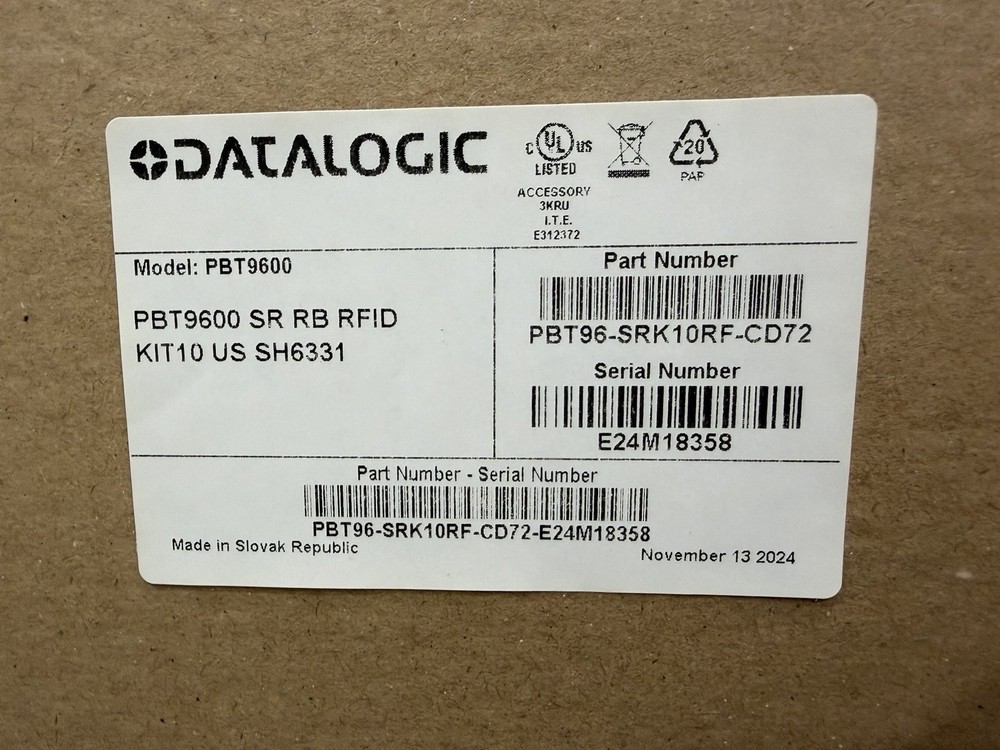 DATALOGIC
c UL US
LISTED
ACCESSORY
3KRU
I.T.E.
E312372
20
PAP
Model: PBT9600
PBT9600 SR RB RFID
KIT10 US SH6331
Part Number
PBT96-SRK10RF-CD72
Serial Number
E24M18358
Part Number - Serial Number
PBT96-SRK10RF-CD72-E24M18358
Made in Slovak Republic
November 13 2024